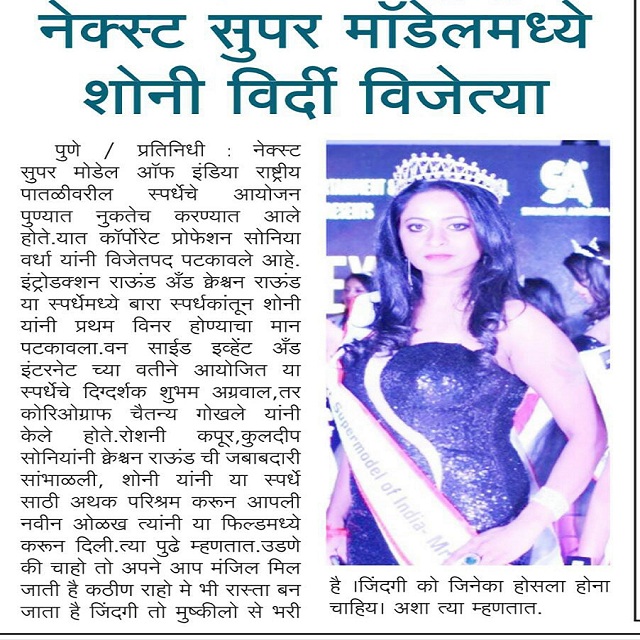 नेक्स्ट सुपर मॉडेलमध्ये
शोनी विर्दी विजेत्या
पुणे / प्रतिनिधी : नेक्स्ट
सुपर मोडेल ऑफ इंडिया राष्ट्रीय
पातळीवरील स्पर्धेचे आयोजन
पुण्यात नुकतेच करण्यात आले
होते.यात कॉर्पोरेट प्रोफेशन सोनिया
वर्धा यांनी विजेतपद पटकावले आहे.
इंट्रोडक्शन राऊंड अँड क्रेश्चन राऊंड
या स्पर्धेमध्ये बारा स्पर्धकांतून शोनी
यांनी प्रथम विनर होण्याचा मान
पटकावला.वन साईड इव्हेंट अँड
इंटरनेट च्या वतीने आयोजित या
स्पर्धेचे दिग्दर्शक शुभम अग्रवाल,तर
कोरिओग्राफ चैतन्य गोखले यांनी
केले होते.रोशनी कपूर,कुलदीप
सोनियांनी क्रेश्चन राऊंड ची जबाबदारी
सांभाळली, शोनी यांनी या स्पर्धे
साठी अथक परिश्रम करून आपली
नवीन ओळख त्यांनी या फिल्डमध्ये
करून दिली.त्या पुढे म्हणतात.उडणे
की चाहो तो अपने आप मंजिल मिल
जाती है कठीण राहो मे भी रास्ता बन
जाता है जिंदगी तो मुष्कीलो से भरी
SA
Supermodel of India- Mr
है ।जिंदगी को जिनेका होसला होना
चाहिय। अशा त्या म्हणतात.